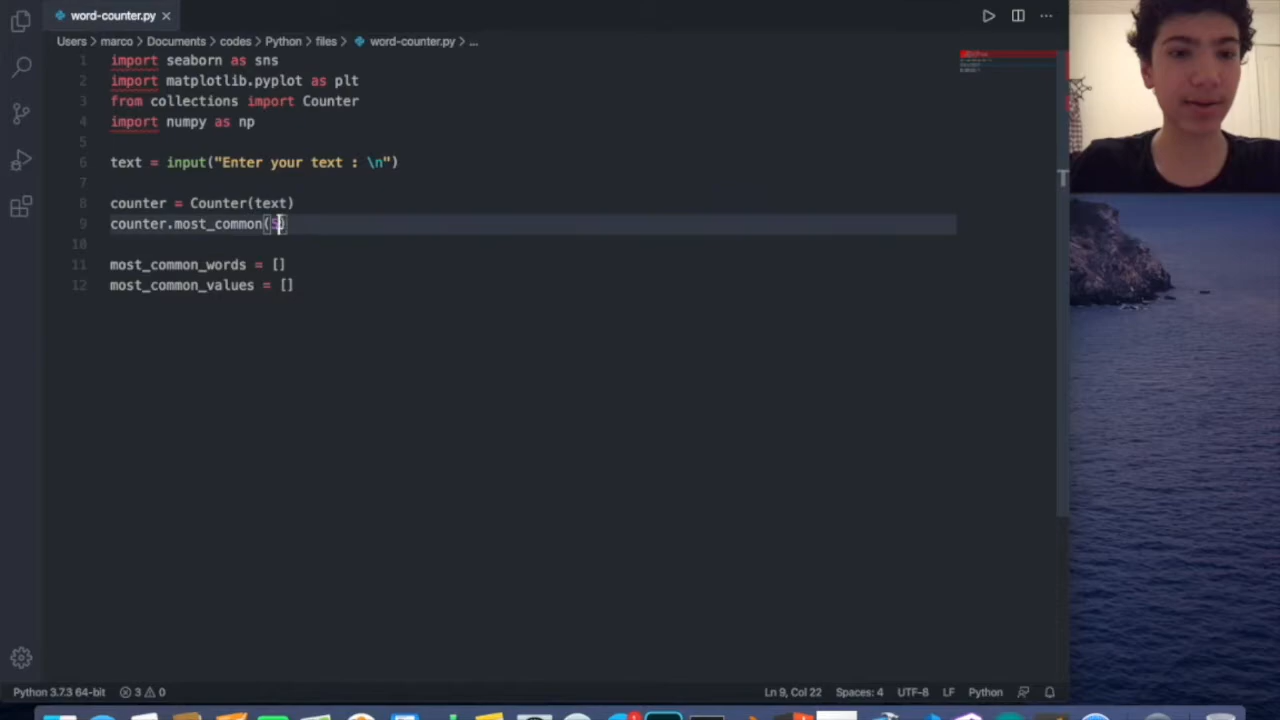 word-counter.py
Users > marco > Documents > codes > Python > files > word-counter.py > ...
1 import seaborn as sns
2 import matplotlib.pyplot as plt
3 from collections import Counter
4 import numpy as np
5
6 text = input("Enter your text : \n")
7
8 counter = Counter(text)
9 counter.most_common(5)
10
11 most_common_words = []
12 most_common_values = []
Python 3.7.3 64-bit 3 0 Ln 9, Col 22 Spaces: 4 UTF-8 LF Python